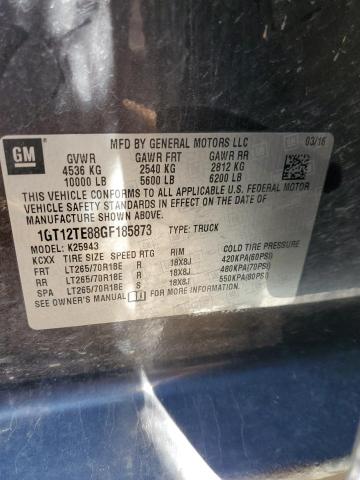 MFD BY GENERAL MOTORS LLC 03/16
GM
GVWR GAWR FRT GAWR RR
4536 KG 2540 KG 2812 KG
10000 LB 5600 LB 6200 LB
THIS VEHICLE CONFORMS TO ALL APPLICABLE U.S. FEDERAL MOTOR
VEHICLE SAFETY STANDARDS IN EFFECT ON THE DATE OF
MANUFACTURE SHOWN ABOVE.
1GT12TE88GF185873 TYPE: TRUCK
MODEL: K25943
KCXX TIRE SIZE SPEED RTG RIM COLD TIRE PRESSURE
FRT LT265/70R18E R 18X8J 420KPA(60PSI)
RR LT265/70R18E R 18X8J 480KPA(70PSI)
SPA LT265/70R18E S 18X8J 550KPA(80PSI)
SEE OWNER'S MANUAL FOR MORE INFORMATION